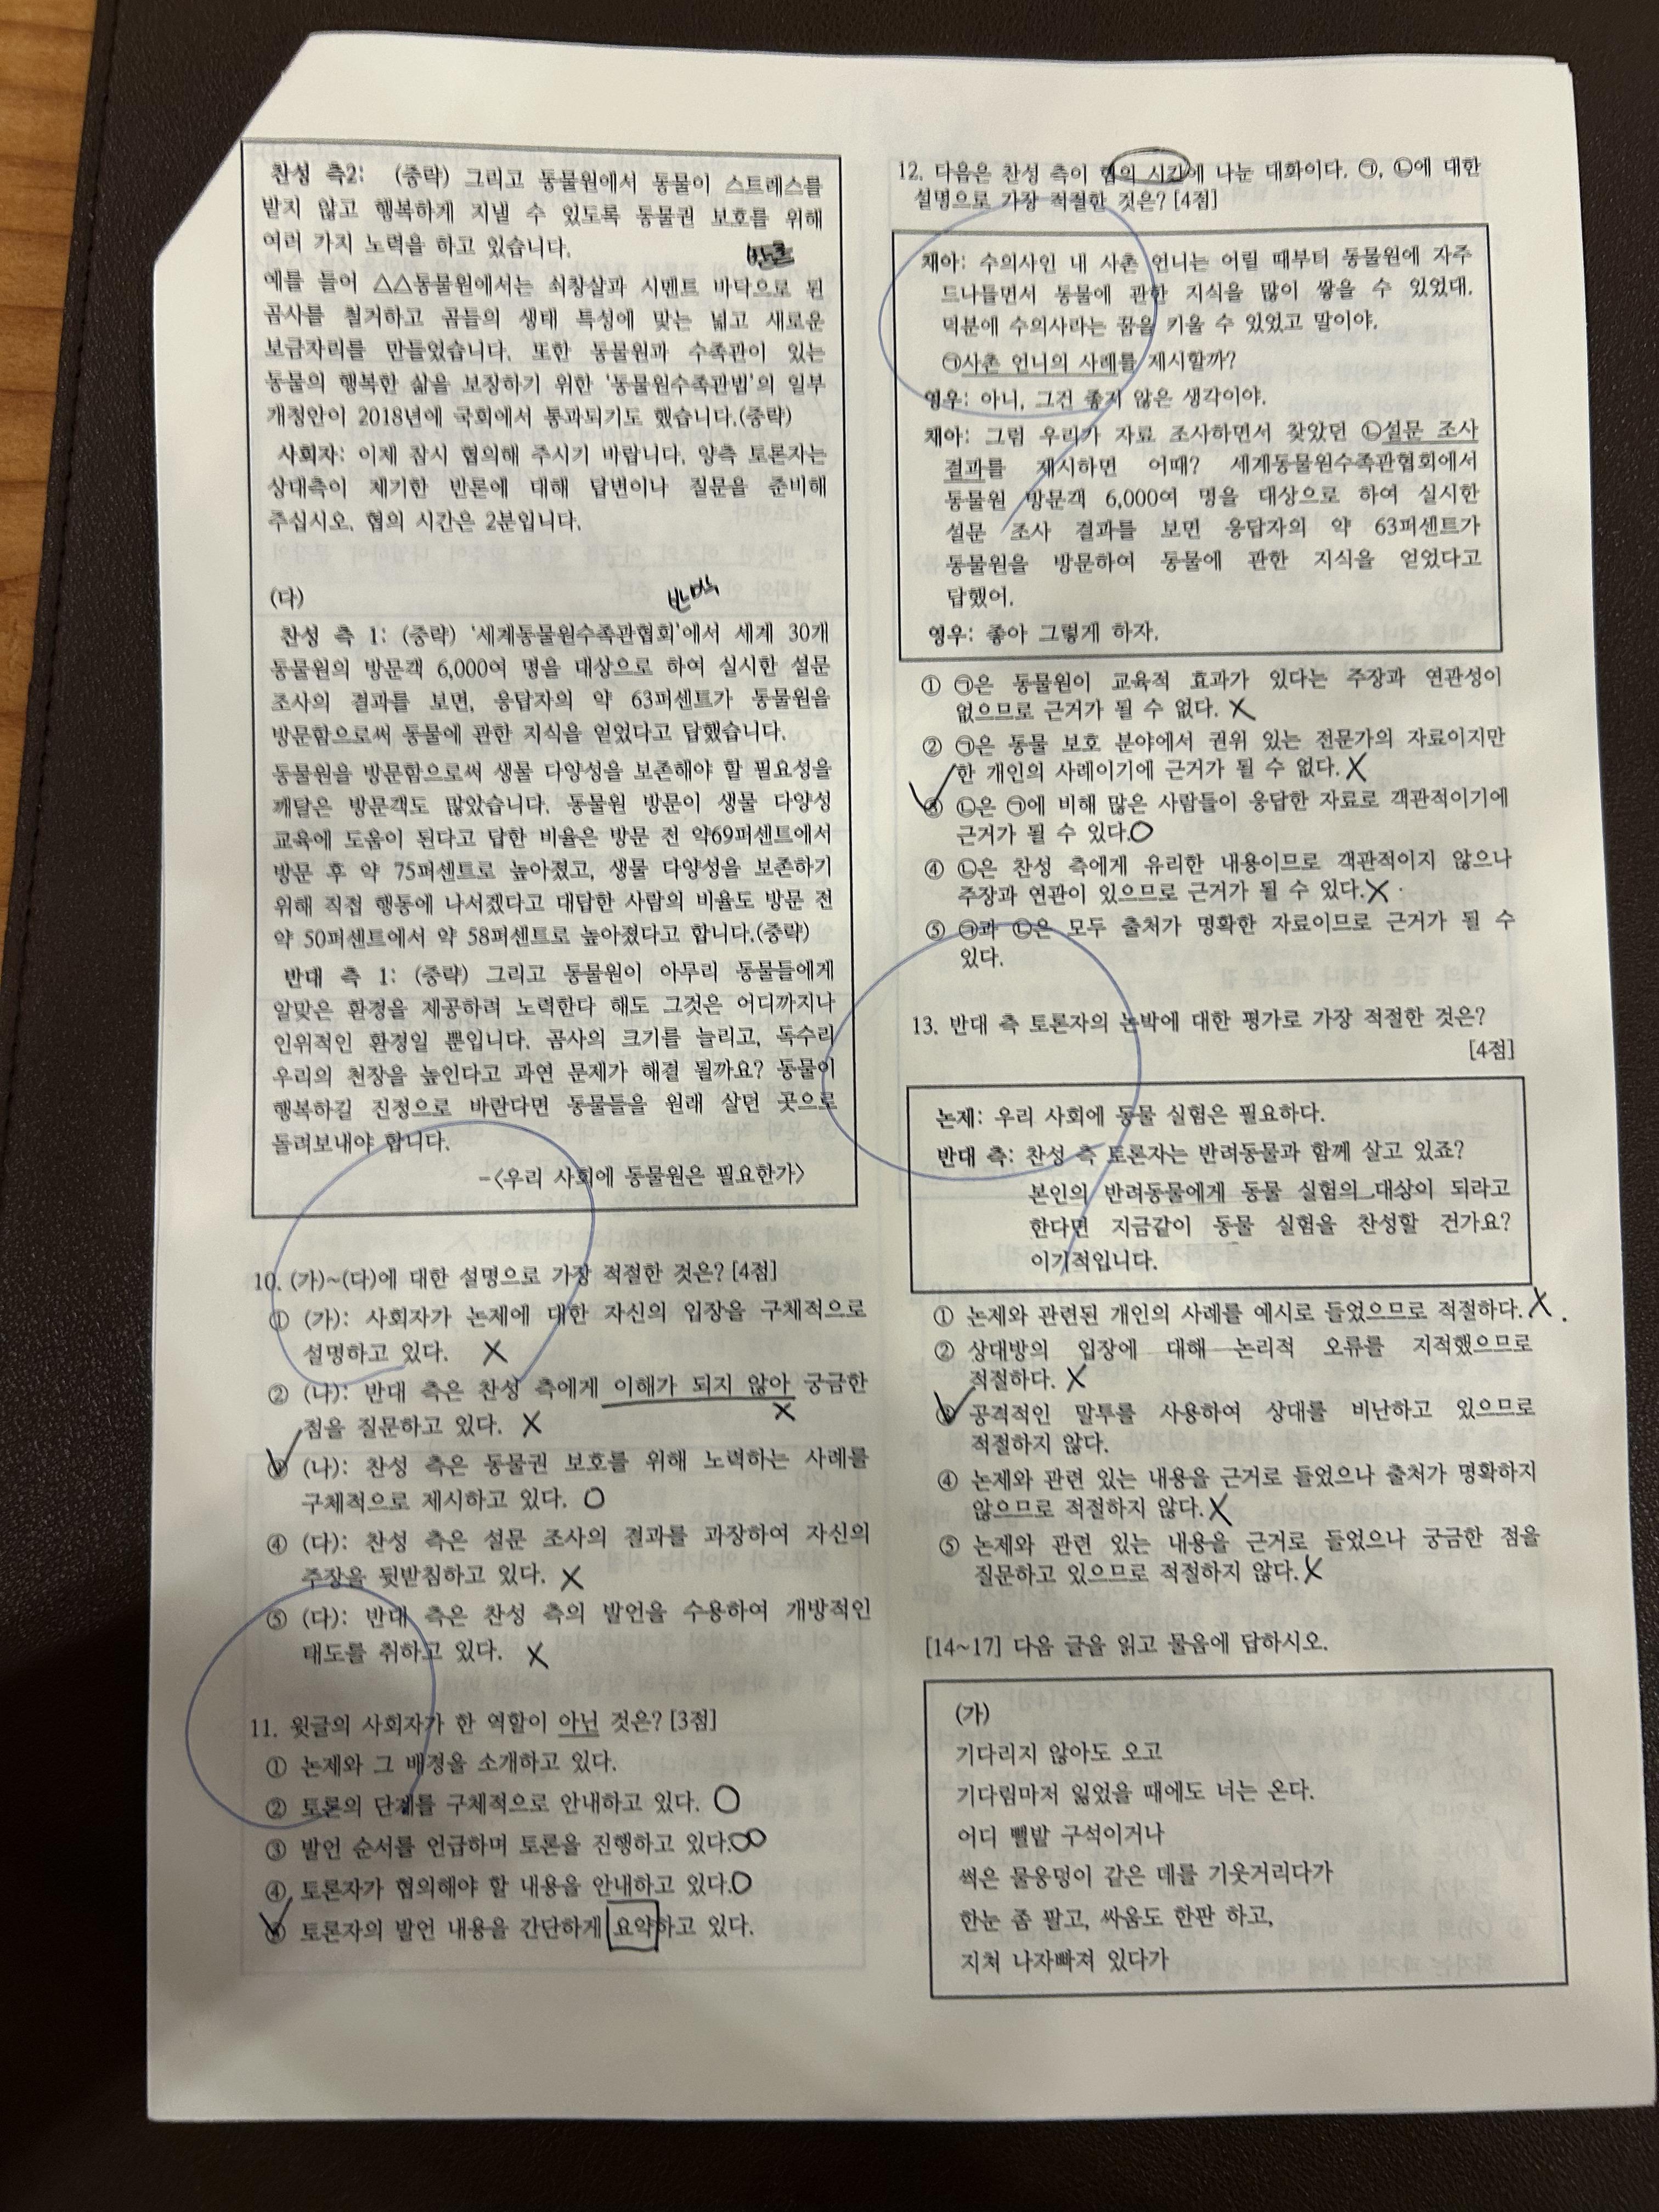 찬성 측2: (중략) 그리고 동물원에서 동물이 스트레스를
받지 않고 행복하게 지낼 수 있도록 동물권 보호를 위해
여러 가지 노력을 하고 있습니다.
반론
예를 들어 △△동물원에서는 쇠창살과 시멘트 바닥으로 된
곰사를 철거하고 곰들의 생태 특성에 맞는 넓고 새로운
보금자리를 만들었습니다. 또한 동물원과 수족관이 있는
동물의 행복한 삶을 보장하기 위한 '동물원수족관법'의 일부
개정안이 2018년에 국회에서 통과되기도 했습니다.(중략)
사회자: 이제 잠시 협의해 주시기 바랍니다. 양측 토론자는
상대측이 제기한 반론에 대해 답변이나 질문을 준비해
주십시오. 협의 시간은 2분입니다.
(다)
반박
찬성 측 1: (중략) '세계동물원수족관협회'에서 세계 30개
동물원의 방문객 6,000여 명을 대상으로 하여 실시한 설문
조사의 결과를 보면, 응답자의 약 63퍼센트가 동물원을
방문함으로써 동물에 관한 지식을 얻었다고 답했습니다.
동물원을 방문함으로써 생물 다양성을 보존해야 할 필요성을
깨달은 방문객도 많았습니다. 동물원 방문이 생물 다양성
교육에 도움이 된다고 답한 비율은 방문 전 약69퍼센트에서
방문 후 약 75퍼센트로 높아졌고, 생물 다양성을 보존하기
위해 직접 행동에 나서겠다고 대답한 사람의 비율도 방문 전
약 50퍼센트에서 약 58퍼센트로 높아졌다고 합니다.(중략)
반대 측 1: (중략) 그리고 동물원이 아무리 동물들에게
알맞은 환경을 제공하려 노력한다 해도 그것은 어디까지나
인위적인 환경일 뿐입니다. 곰사의 크기를 늘리고, 독수리
우리의 천장을 높인다고 과연 문제가 해결 될까요? 동물이
행복하길 진정으로 바란다면 동물들을 원래 살던 곳으로
돌려보내야 합니다.
-<우리 사회에 동물원은 필요한가>
10. (가)~(다)에 대한 설명으로 가장 적절한 것은? [4점]
① (가): 사회자가 논제에 대한 자신의 입장을 구체적으로
설명하고 있다. X
② (나): 반대 측은 찬성 측에게 이해가 되지 않아 궁금한
점을 질문하고 있다. X X
③ (나): 찬성 측은 동물권 보호를 위해 노력하는 사례를
구체적으로 제시하고 있다. O
④ (다): 찬성 측은 설문 조사의 결과를 과장하여 자신의
주장을 뒷받침하고 있다. X
⑤ (다): 반대 측은 찬성 측의 발언을 수용하여 개방적인
태도를 취하고 있다. X
11. 윗글의 사회자가 한 역할이 아닌 것은? [3점]
① 논제와 그 배경을 소개하고 있다.
② 토론의 단계를 구체적으로 안내하고 있다. O
③ 발언 순서를 언급하며 토론을 진행하고 있다.OO
④ 토론자가 협의해야 할 내용을 안내하고 있다.O
⑤ 토론자의 발언 내용을 간단하게 요약하고 있다.
12. 다음은 찬성 측이 협의 시간에 나눈 대화이다. ㉠, ㉡에 대한
설명으로 가장 적절한 것은? [4점]
채아: 수의사인 내 사촌 언니는 어릴 때부터 동물원에 자주
드나들면서 동물에 관한 지식을 많이 쌓을 수 있었대.
덕분에 수의사라는 꿈을 키울 수 있었고 말이야.
㉠사촌 언니의 사례를 제시할까?
영우: 아니, 그건 좋지 않은 생각이야.
채아: 그럼 우리가 자료 조사하면서 찾았던 ㉡설문 조사
결과를 제시하면 어때? 세계동물원수족관협회에서
동물원 방문객 6,000여 명을 대상으로 하여 실시한
설문 조사 결과를 보면 응답자의 약 63퍼센트가
동물원을 방문하여 동물에 관한 지식을 얻었다고
답했어.
영우: 좋아 그렇게 하자.
① ㉠은 동물원이 교육적 효과가 있다는 주장과 연관성이
없으므로 근거가 될 수 없다. X
② ㉠은 동물 보호 분야에서 권위 있는 전문가의 자료이지만
한 개인의 사례이기에 근거가 될 수 없다. X
③ ㉡은 ㉠에 비해 많은 사람들이 응답한 자료로 객관적이기에
근거가 될 수 있다.O
④ ㉡은 찬성 측에게 유리한 내용이므로 객관적이지 않으나
주장과 연관이 있으므로 근거가 될 수 있다.X
⑤ ㉠과 ㉡은 모두 출처가 명확한 자료이므로 근거가 될 수
있다.
13. 반대 측 토론자의 논박에 대한 평가로 가장 적절한 것은?
[4점]
논제: 우리 사회에 동물 실험은 필요하다.
반대 측: 찬성 측 토론자는 반려동물과 함께 살고 있죠?
본인의 반려동물에게 동물 실험의 대상이 되라고
한다면 지금같이 동물 실험을 찬성할 건가요?
이기적입니다.
① 논제와 관련된 개인의 사례를 예시로 들었으므로 적절하다. X
② 상대방의 입장에 대해 논리적 오류를 지적했으므로
적절하다. X
③ 공격적인 말투를 사용하여 상대를 비난하고 있으므로
적절하지 않다.
④ 논제와 관련 있는 내용을 근거로 들었으나 출처가 명확하지
않으므로 적절하지 않다. X
⑤ 논제와 관련 있는 내용을 근거로 들었으나 궁금한 점을
질문하고 있으므로 적절하지 않다. X
[14~17] 다음 글을 읽고 물음에 답하시오.
(가)
기다리지 않아도 오고
기다림마저 잃었을 때에도 너는 온다.
어디 뻘밭 구석이거나
썩은 물웅덩이 같은 데를 기웃거리다가
한눈 좀 팔고, 싸움도 한판 하고,
지쳐 나자빠져 있다가